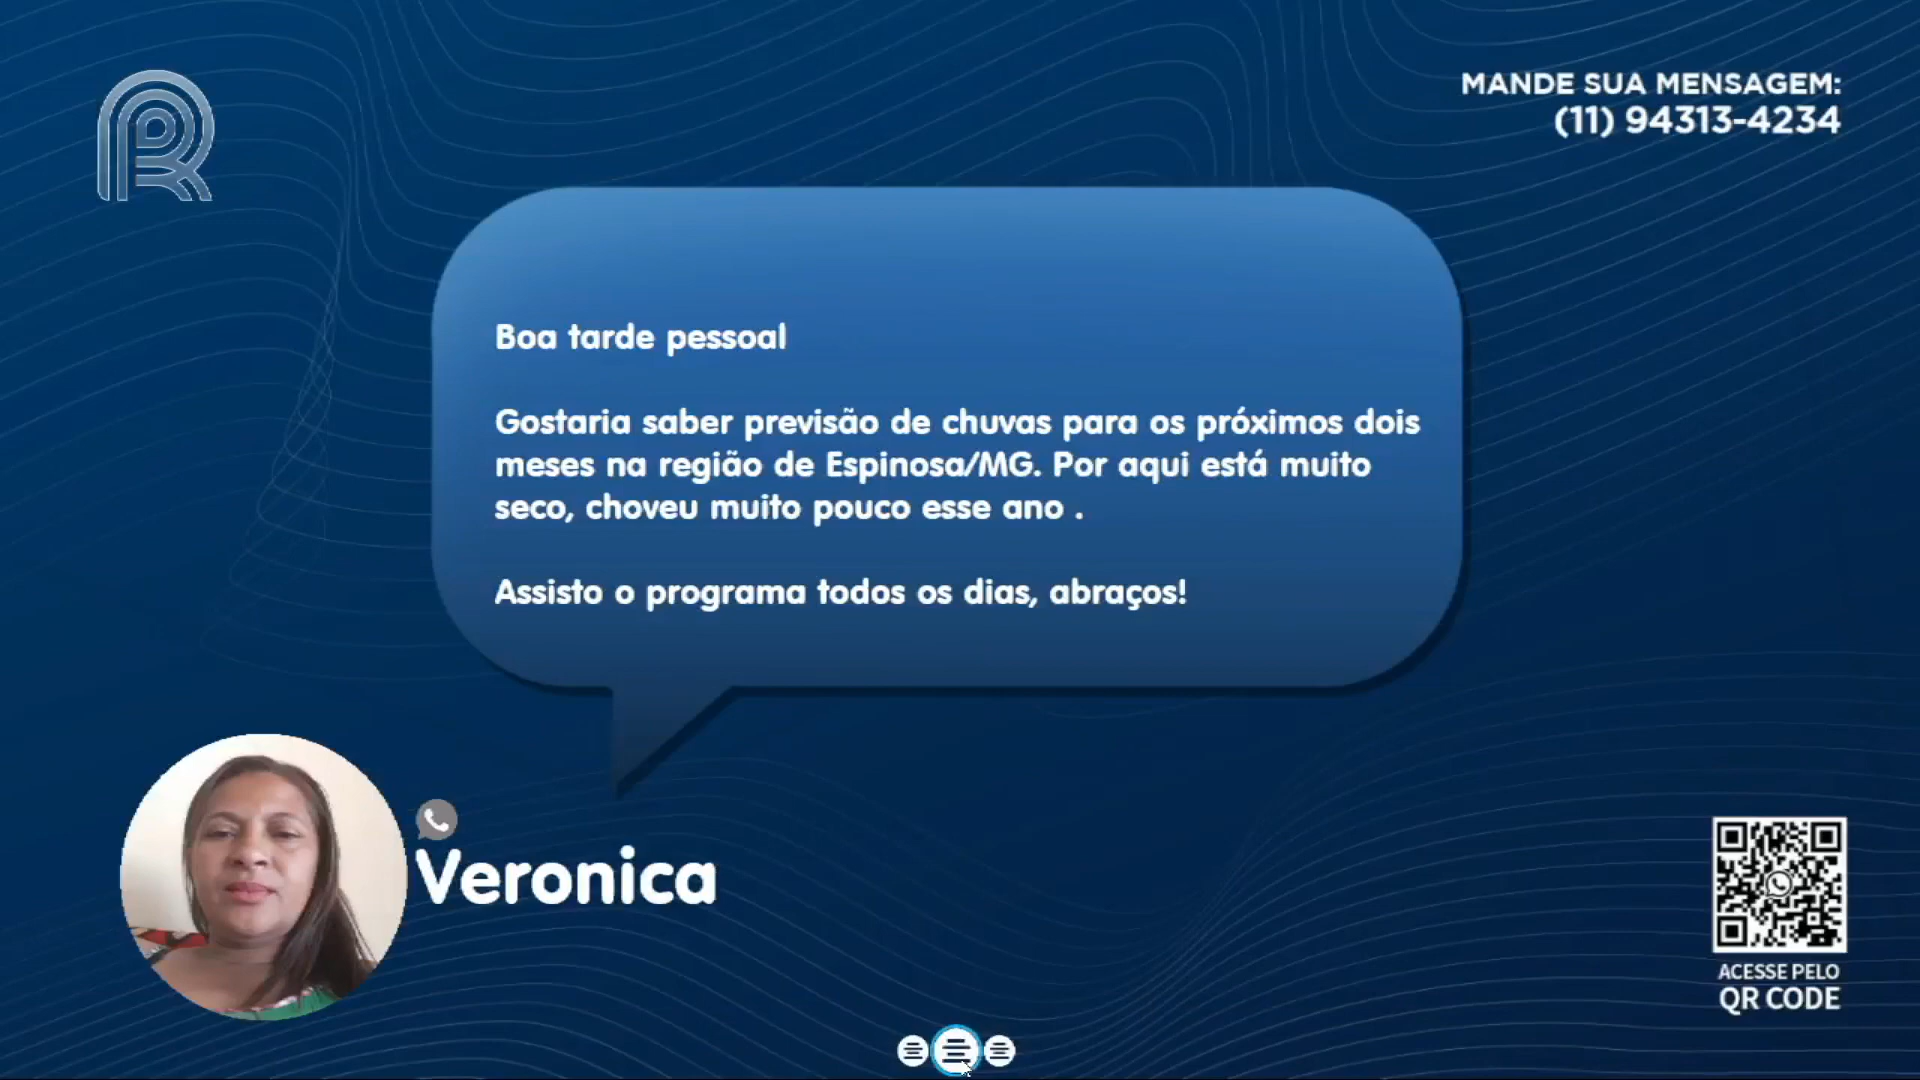 MANDE SUA MENSAGEM:
(11) 94313-4234
Boa tarde pessoal
Gostaria saber previsão de chuvas para os próximos dois
meses na região de Espinosa/MG. Por aqui está muito
seco, choveu muito pouco esse ano .
Assisto o programa todos os dias, abraços!
Veronica
ACESSE PELO
QR CODE